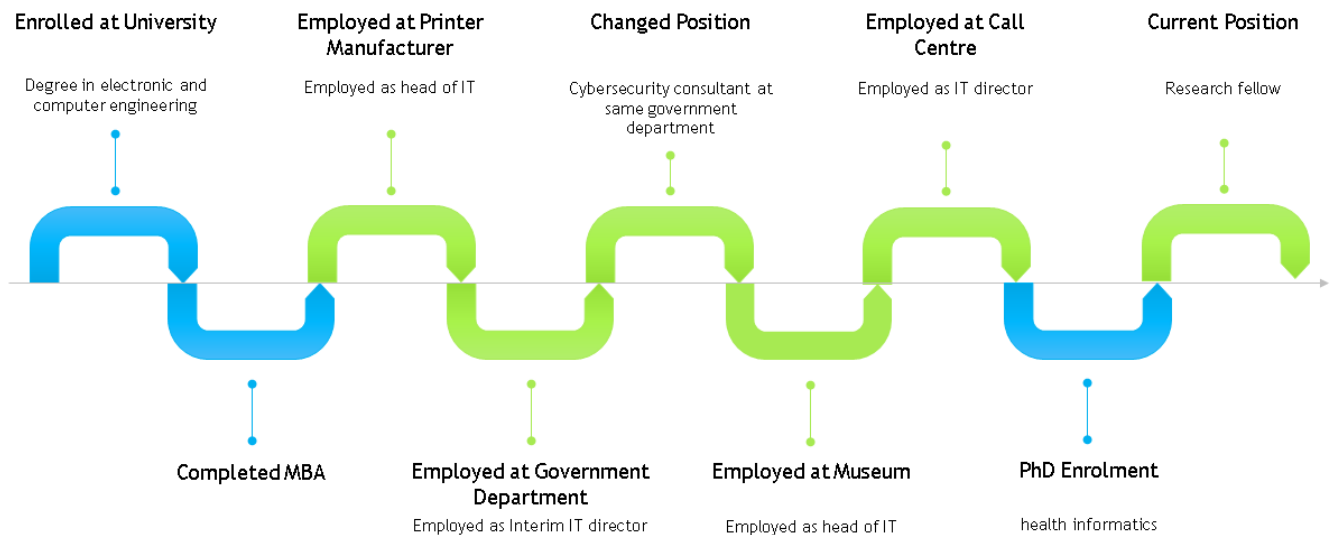 Enrolled at University
Degree in electronic and
computer engineering
Completed MBA
Employed at Printer
Manufacturer
Employed as head of IT
Employed at Government
Department
Employed as Interim IT director
Changed Position
Cybersecurity consultant at
same government
department
Employed at Museum
Employed as head of IT
Employed at Call
Centre
Employed as IT director
PhD Enrolment
health informatics
Current Position
Research fellow